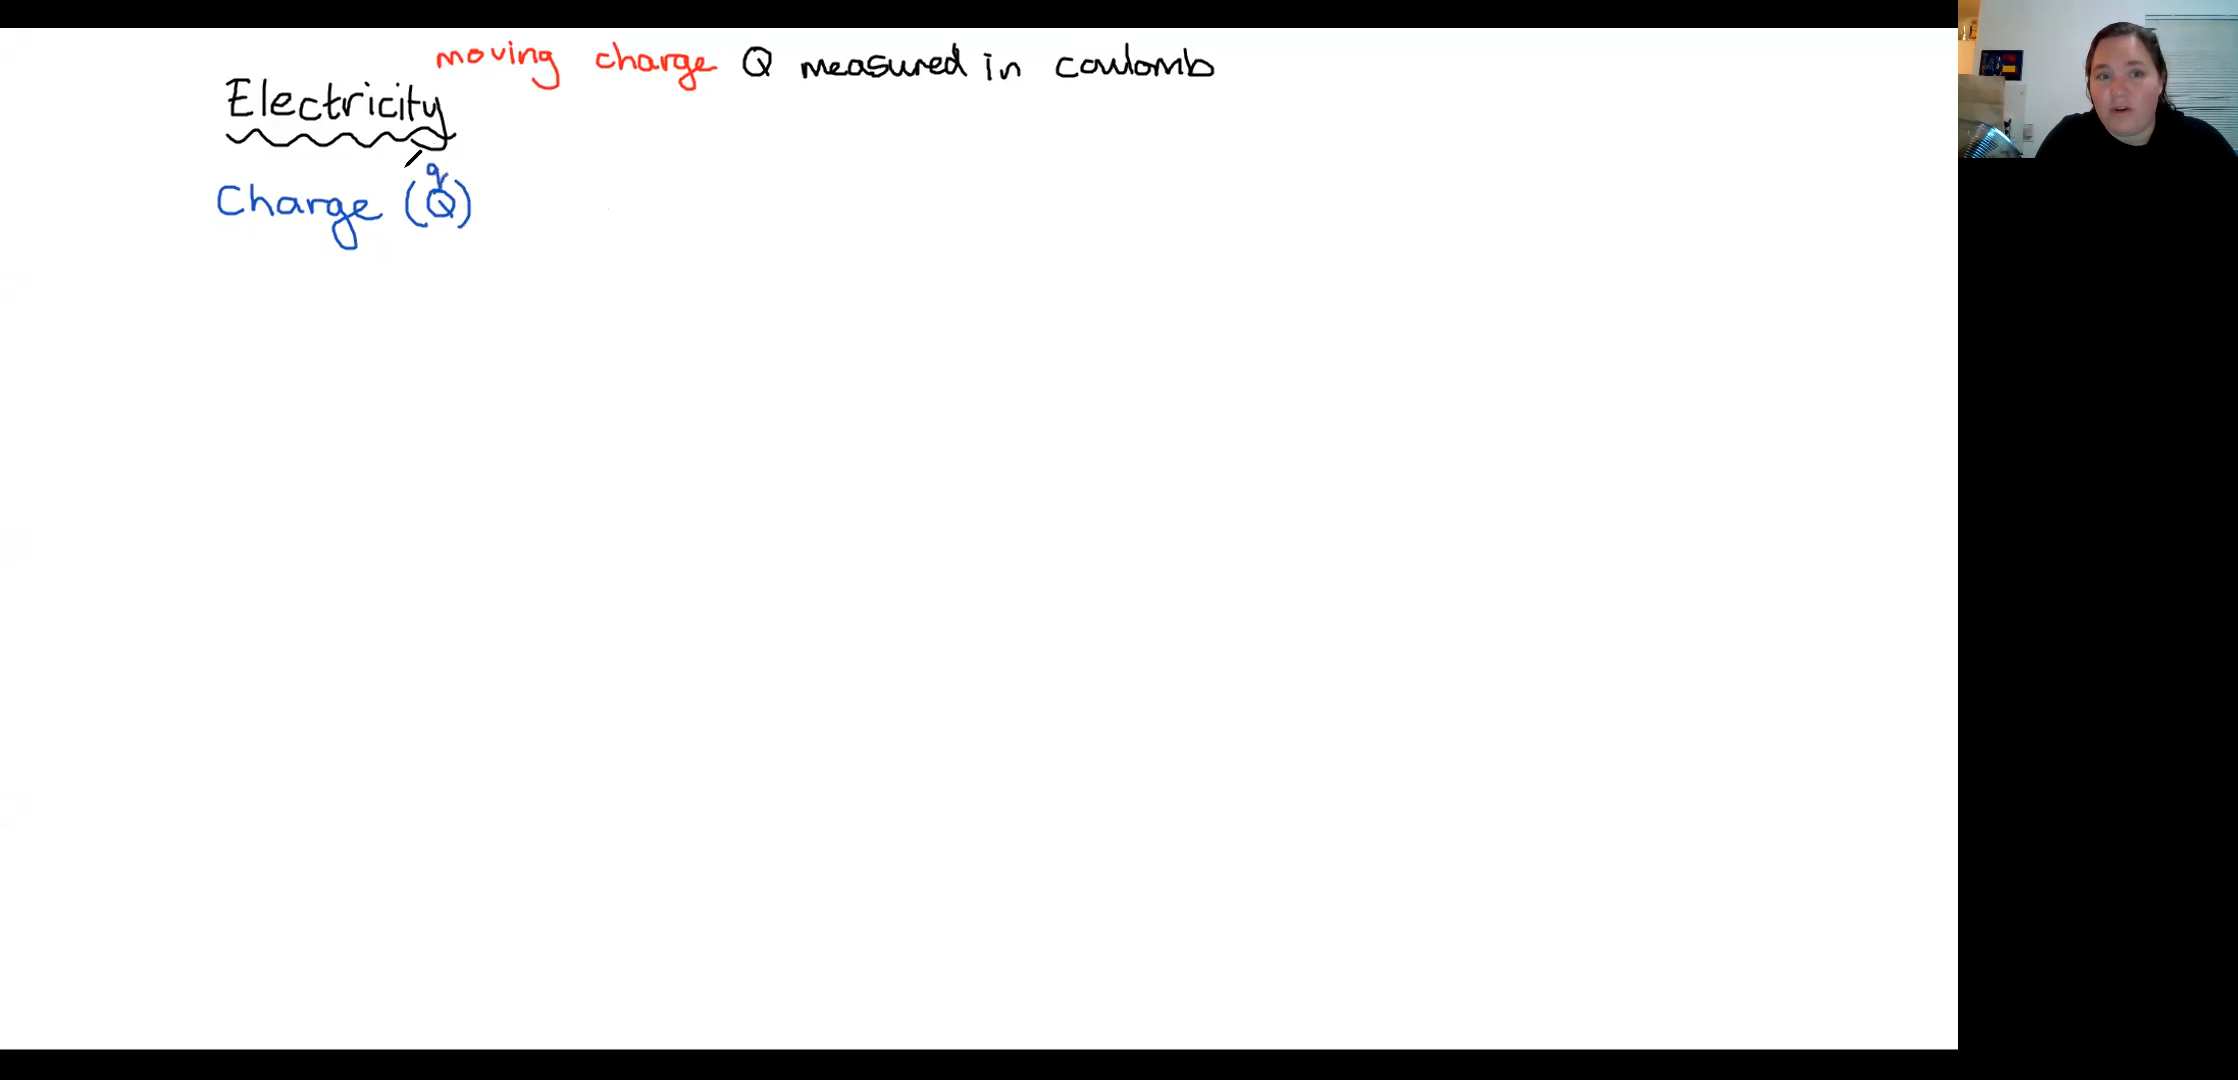 moving charge Q measured in coulomb
Electricity
q
Charge (Q)